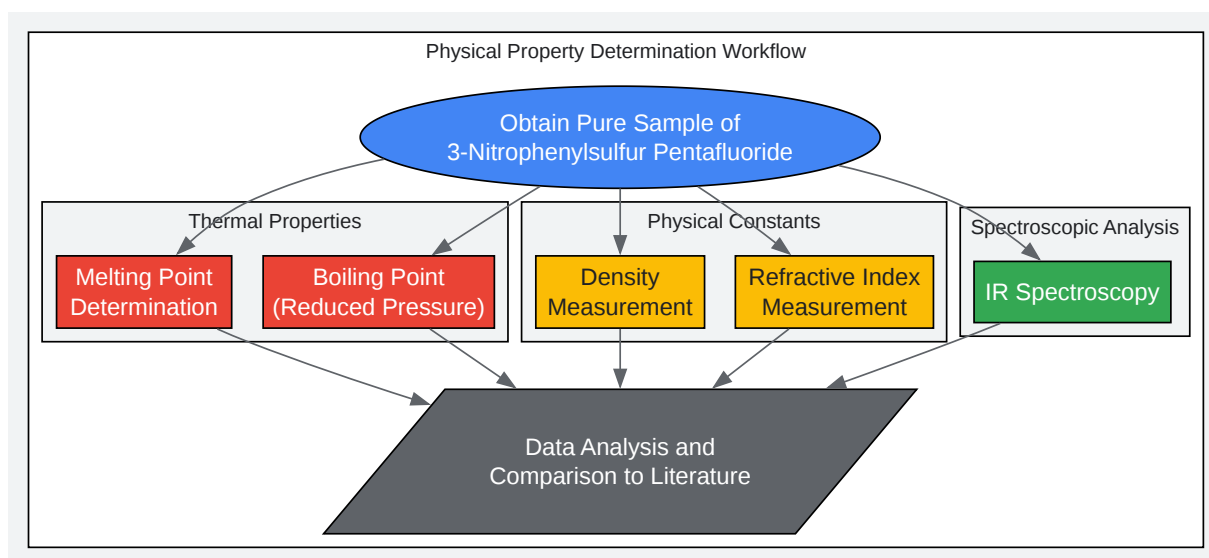 Physical Property Determination Workflow
Obtain Pure Sample of
3-Nitrophenylsulfur Pentafluoride
Thermal Properties
Physical Constants
Spectroscopic Analysis
Melting Point
Determination
Boiling Point
(Reduced Pressure)
Density
Measurement
Refractive Index
Measurement
IR Spectroscopy
Data Analysis and
Comparison to Literature